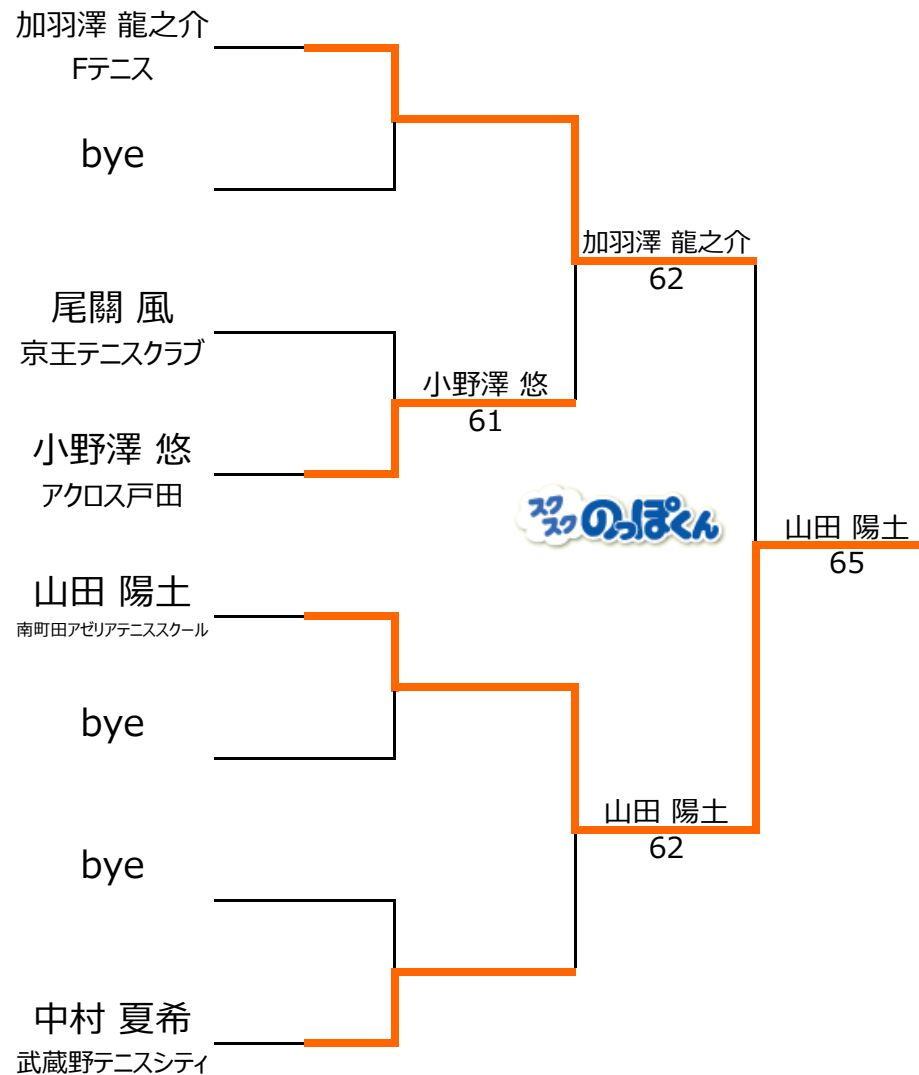 加羽澤 龍之介
Fテニス
bye
加羽澤 龍之介
62
尾關 風
京王テニスクラブ
小野澤 悠
61
小野澤 悠
アクロス戸田
スクスクのっぽくん
山田 陽土
65
山田 陽土
南町田アゼリアテニススクール
bye
山田 陽土
62
bye
中村 夏希
武蔵野テニスシティ